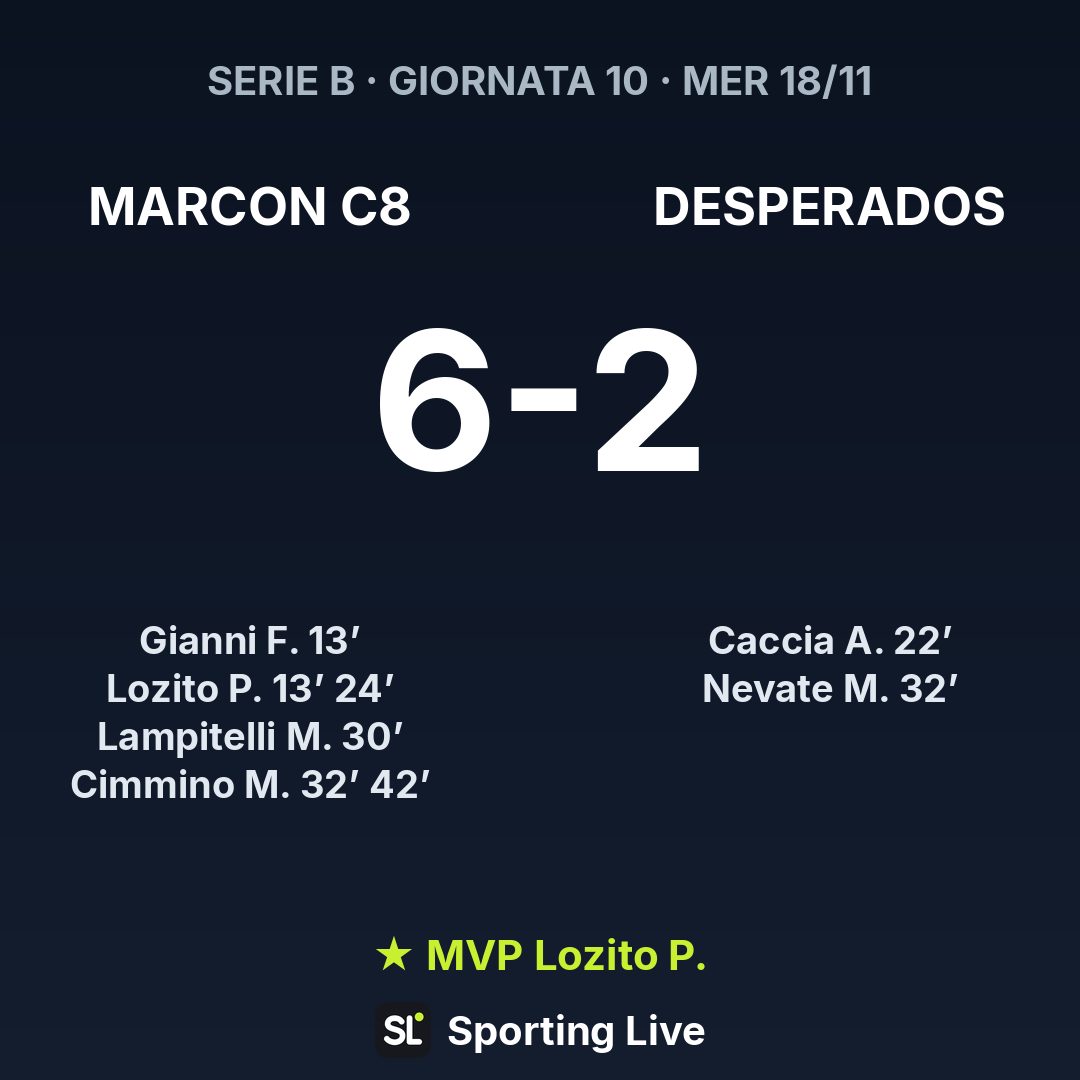 SERIE B · GIORNATA 10 · MER 18/11
MARCON C8
DESPERADOS
6-2
Gianni F. 13’
Lozito P. 13’ 24’
Lampitelli M. 30’
Cimmino M. 32’ 42’
Caccia A. 22’
Nevate M. 32’
★ MVP Lozito P.
SL Sporting Live